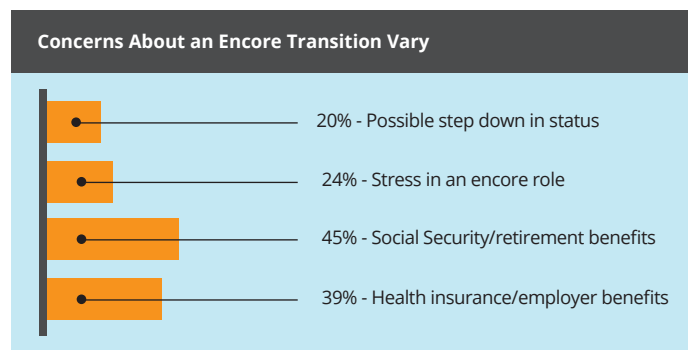 Concerns About an Encore Transition Vary
20% - Possible step down in status
24% - Stress in an encore role
45% - Social Security/retirement benefits
39% - Health insurance/employer benefits